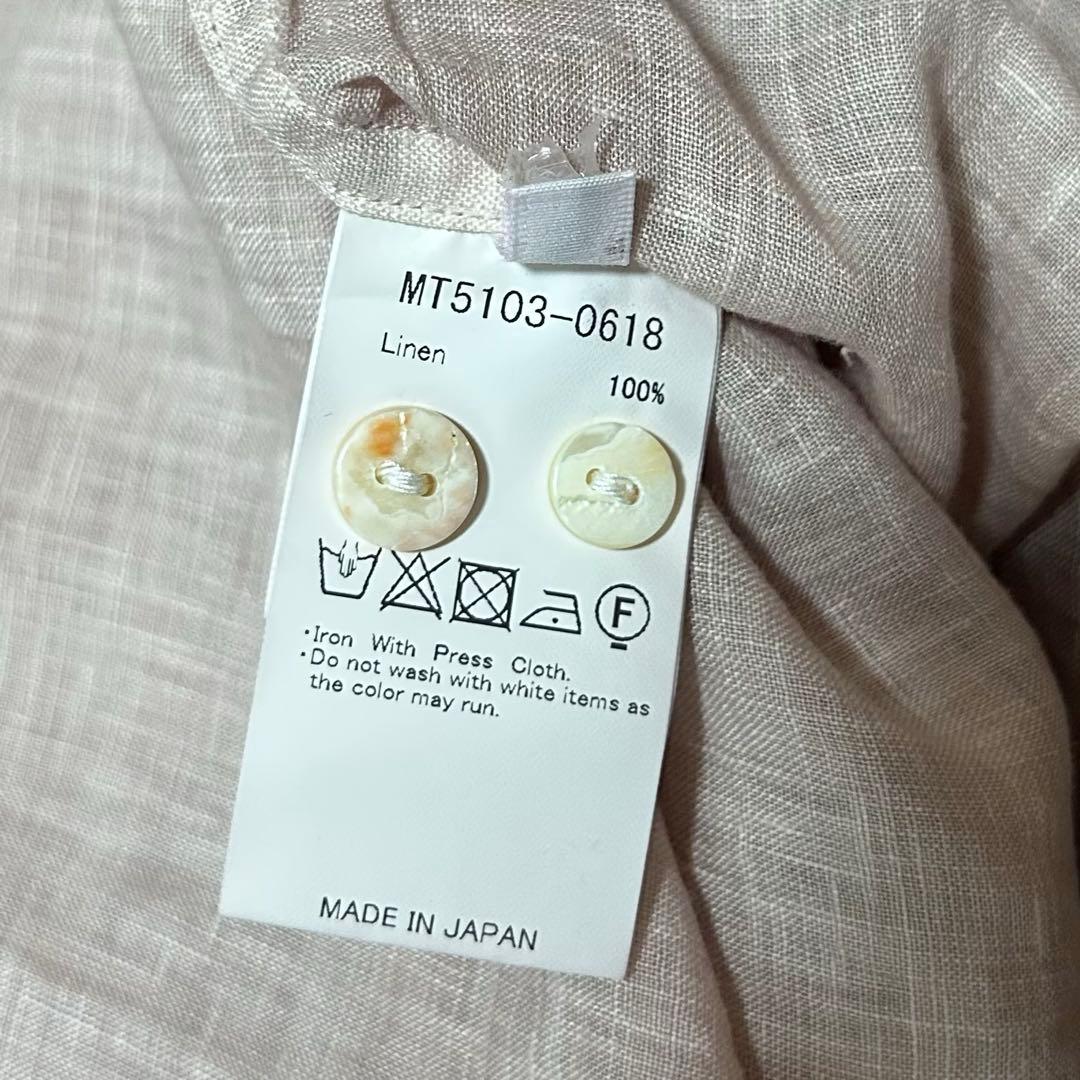 MT5103-0618
Linen
100%
F
・Iron With Press Cloth.
・Do not wash with white items as
the color may run.
MADE IN JAPAN